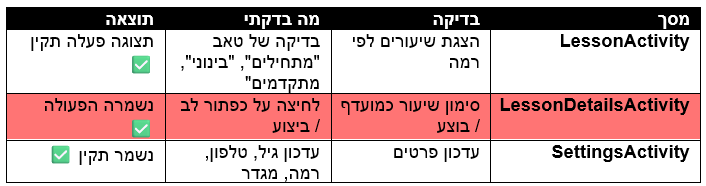 מסך בדיקה מה בדקתי תוצאה
LessonActivity הצגת שיעורים לפי בדיקה של טאב תצוגה פעלה תקין
רמה "מתחילים", "בינוני", ✅
מתקדמים"
LessonDetailsActivity סימון שיעור כמועדף לחיצה על כפתור לב נשמרה הפעולה
/ בוצע / ביצוע ✅
SettingsActivity עדכון פרטים עדכון גיל, טלפון, נשמר תקין ✅
רמה, מגדר